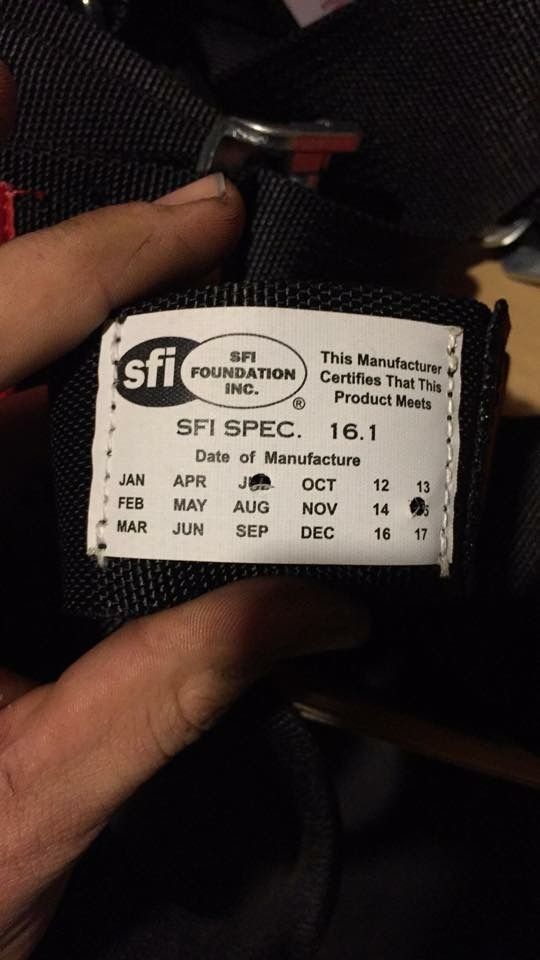 sfi
SFI
FOUNDATION
INC.
®
This Manufacturer
Certifies That This
Product Meets
SFI SPEC. 16.1
Date of Manufacture
JAN APR OCT 12 13
FEB MAY AUG NOV 14
MAR JUN SEP DEC 16 17